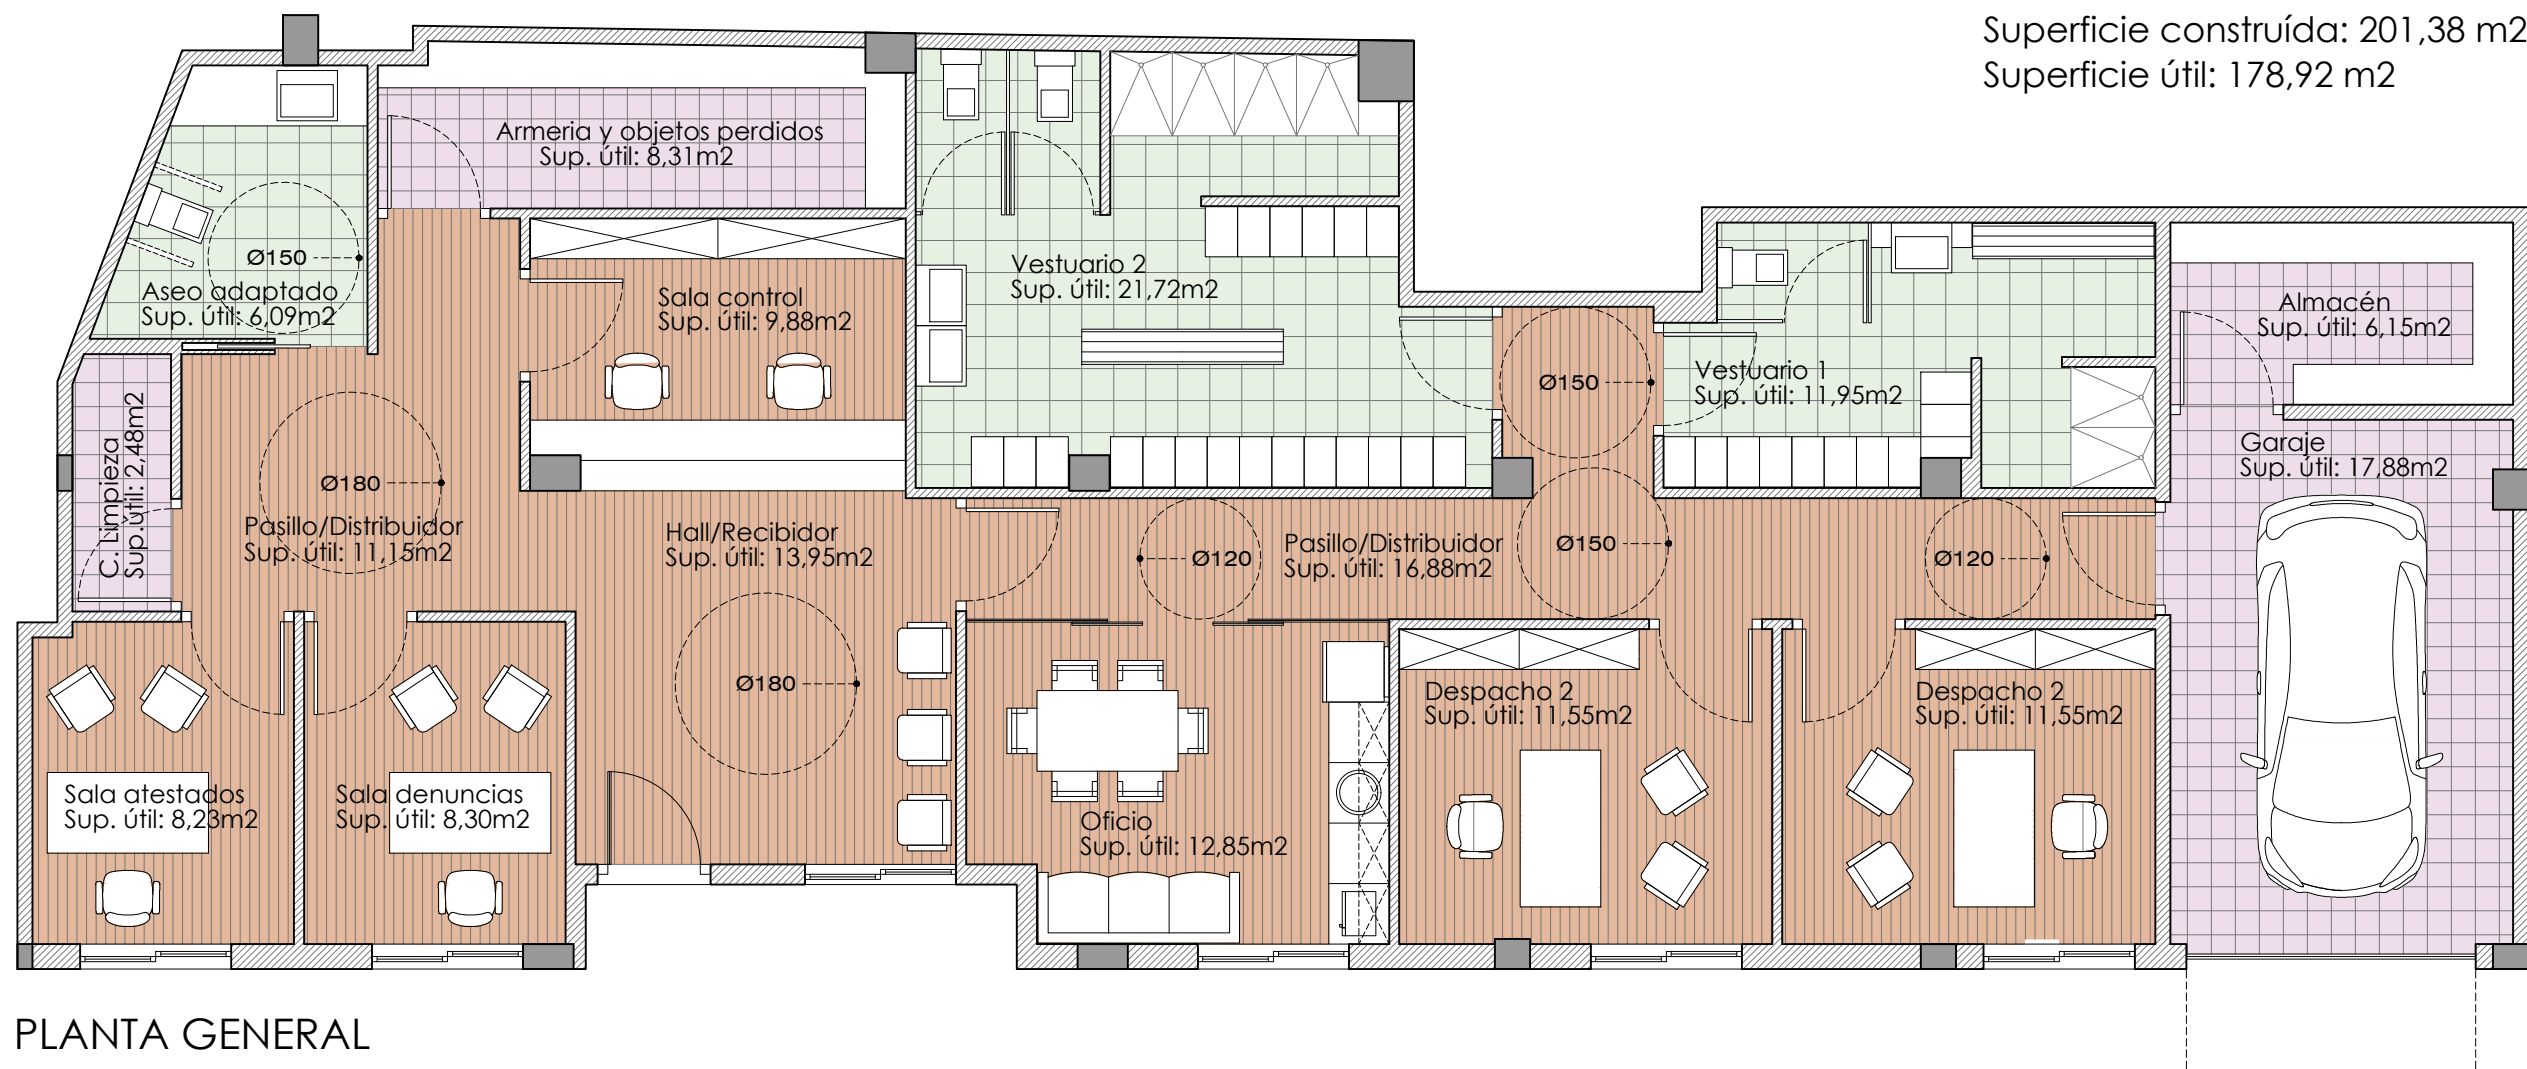 Superficie construída: 201,38 m2
Superficie útil: 178,92 m2
Armeria y objetos perdidos
Sup. útil: 8,31m2
Ø150
Aseo adaptado
Sup. útil: 6,09m2
Sala control
Sup. útil: 9,88m2
Vestuario 2
Sup. útil: 21,72m2
Ø150
Vestuario 1
Sup. útil: 11,95m2
Almacén
Sup. útil: 6,15m2
Garaje
Sup. útil: 17,88m2
C. Limpieza
Sup.útil: 2,48m2
Ø180
Pasillo/Distribuidor
Sup. útil: 11,15m2
Hall/Recibidor
Sup. útil: 13,95m2
Ø120
Pasillo/Distribuidor
Sup. útil: 16,88m2
Ø150
Ø120
Ø180
Despacho 2
Sup. útil: 11,55m2
Despacho 2
Sup. útil: 11,55m2
Sala atestados
Sup. útil: 8,23m2
Sala denuncias
Sup. útil: 8,30m2
Oficio
Sup. útil: 12,85m2
PLANTA GENERAL